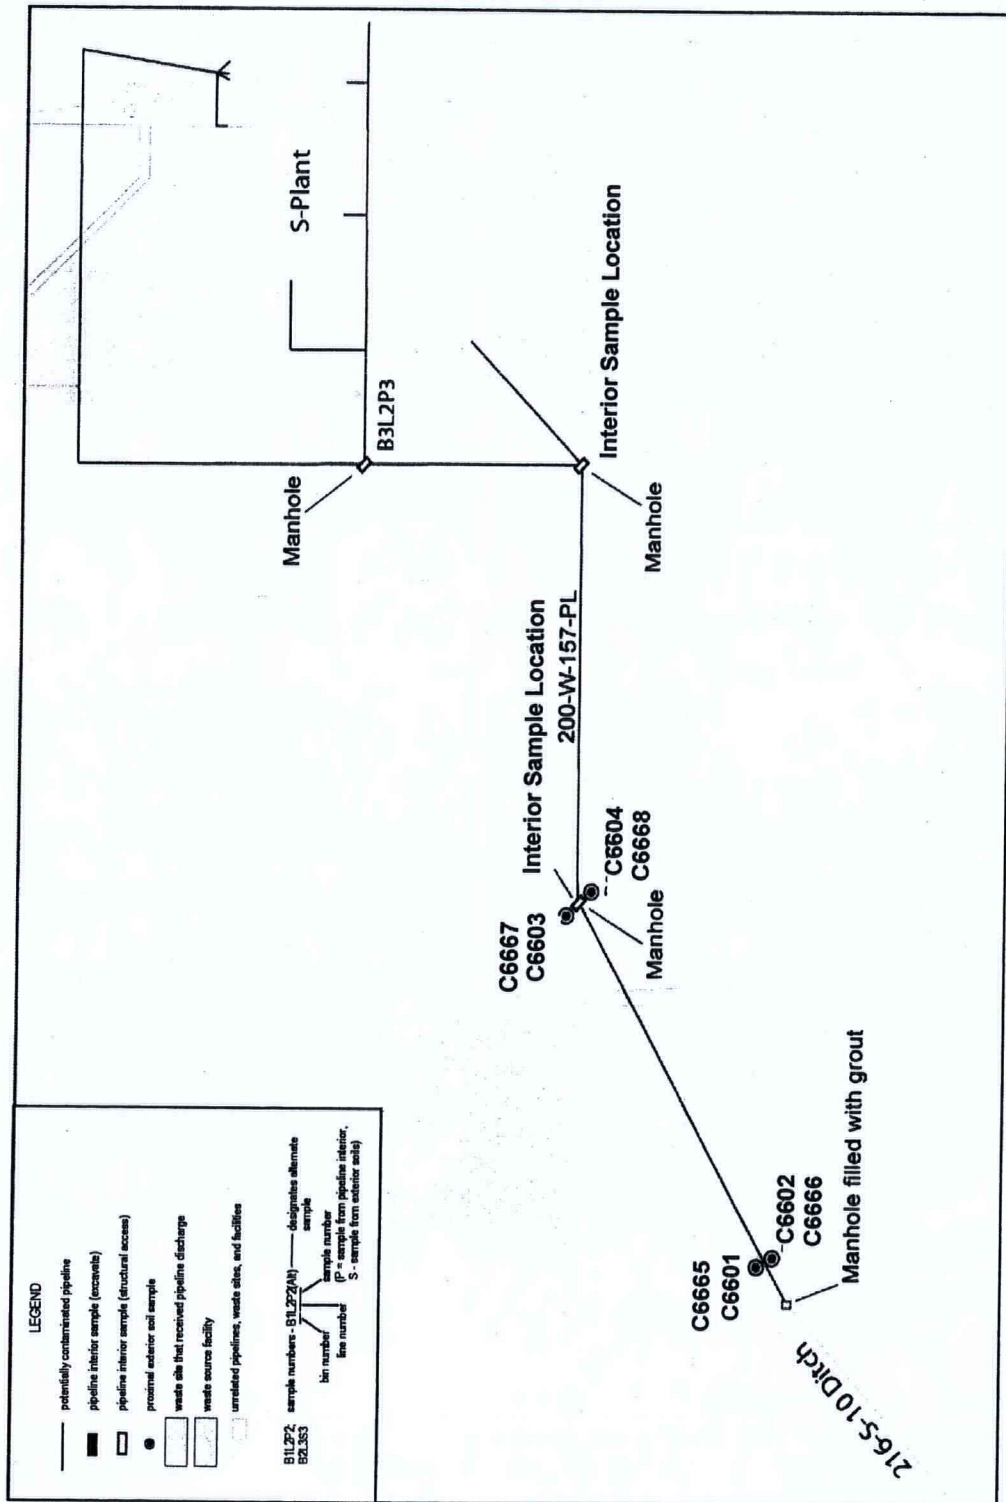 LEGEND
potentially contaminated pipeline
pipeline interior sample (excavate)
pipeline interior sample (structural access)
proximal exterior soil sample
waste site that received pipeline discharge
waste source facility
unrelated pipelines, waste sites, and facilities
B1L2P2;
B2L3S3
sample numbers - B1L2P2(Alt)
designates alternate
sample
bin number
line number
sample number
(P = sample from pipeline interior,
S - sample from exterior soils)
S-Plant
B3L2P3
Manhole
Interior Sample Location
Manhole
Interior Sample Location
200-W-157-PL
C6667
C6603
C6604
C6668
Manhole
C6665
C6601
C6602
C6666
Manhole filled with grout
216-S-10 Ditch